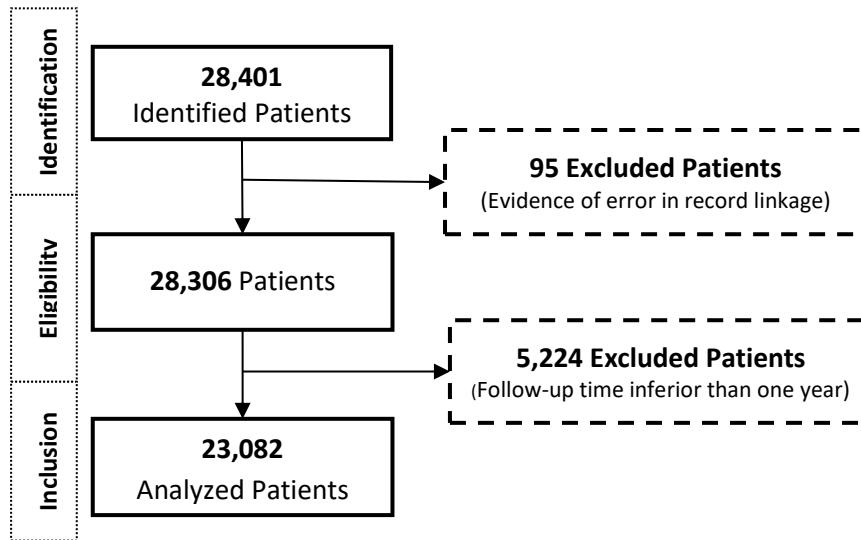 Identification
28,401
Identified Patients
95 Excluded Patients
(Evidence of error in record linkage)
Eligibility
28,306 Patients
5,224 Excluded Patients
(Follow-up time inferior than one year)
Inclusion
23,082
Analyzed Patients